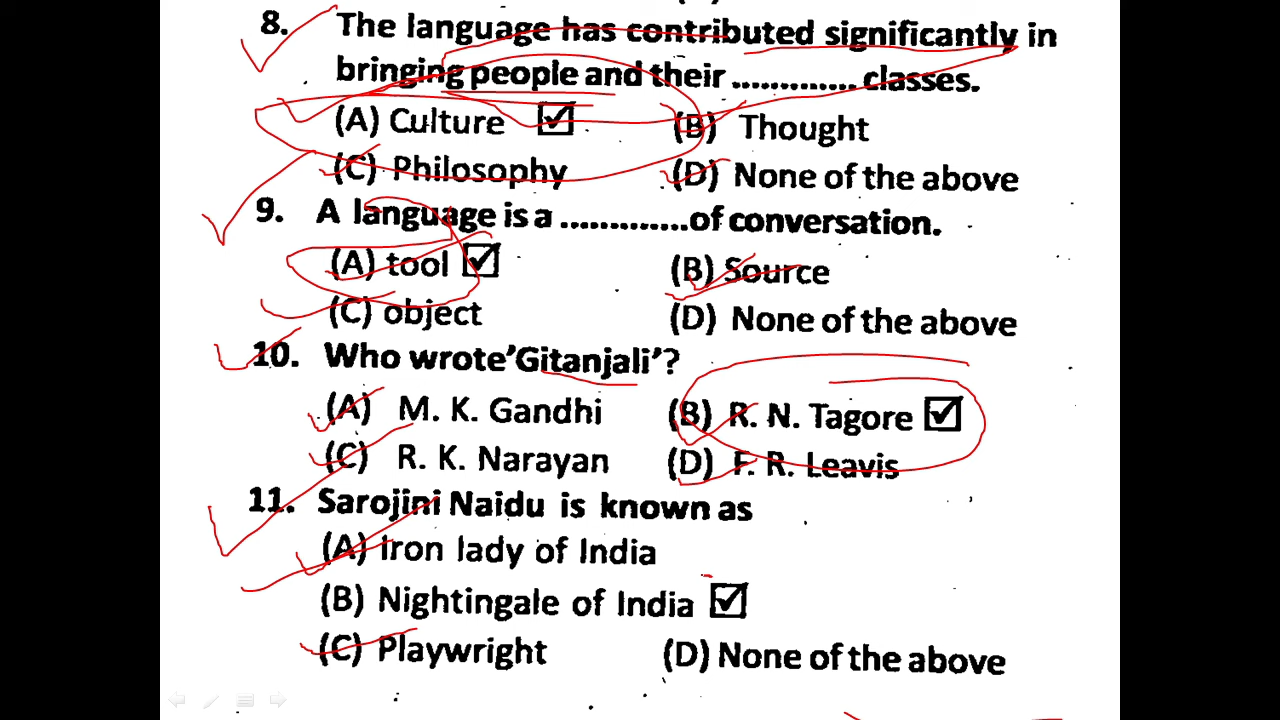 8. The language has contributed significantly in
bringing people and their ............. classes.
(A) Culture ☑ (B) Thought
(C) Philosophy (D) None of the above
9. A language is a .............of conversation.
(A) tool ☑ (B) Source
(C) object (D) None of the above
10. Who wrote'Gitanjali'?
(A) M. K. Gandhi (B) R. N. Tagore ☑
(C) R. K. Narayan (D) F. R. Leavis
11. Sarojini Naidu is known as
(A) Iron lady of India
(B) Nightingale of India ☑
(C) Playwright (D) None of the above